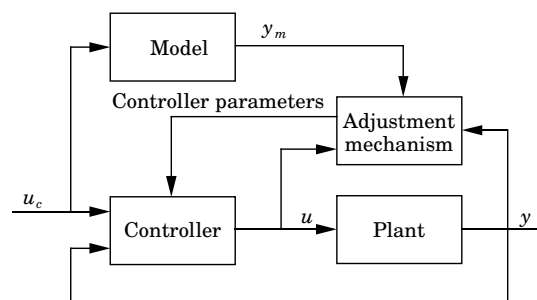 Model
y_m
Controller parameters
Adjustment
mechanism
u_c
Controller
u
Plant
y